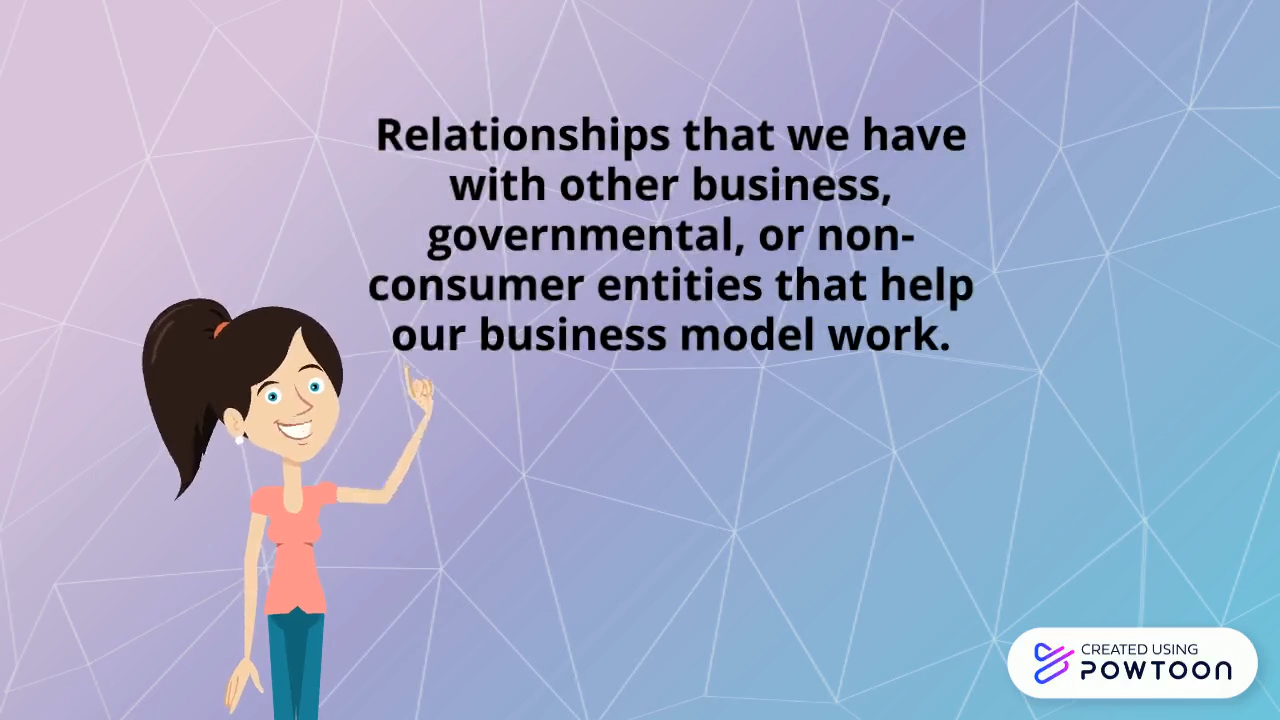 Relationships that we have
with other business,
governmental, or non-
consumer entities that help
our business model work.
CREATED USING
POWTOON